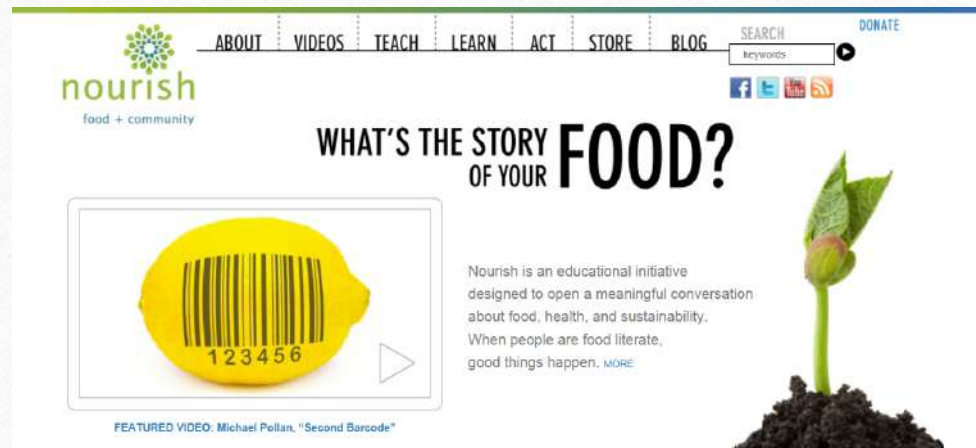 DONATE
ABOUT VIDEOS TEACH LEARN ACT STORE BLOG SEARCH
keywords
nourish
food + community
f t You Tube
WHAT'S THE STORY
OF YOUR FOOD?
Nourish is an educational initiative
designed to open a meaningful conversation
about food, health, and sustainability.
When people are food literate,
good things happen. MORE
123456
FEATURED VIDEO: Michael Pollan, "Second Barcode"